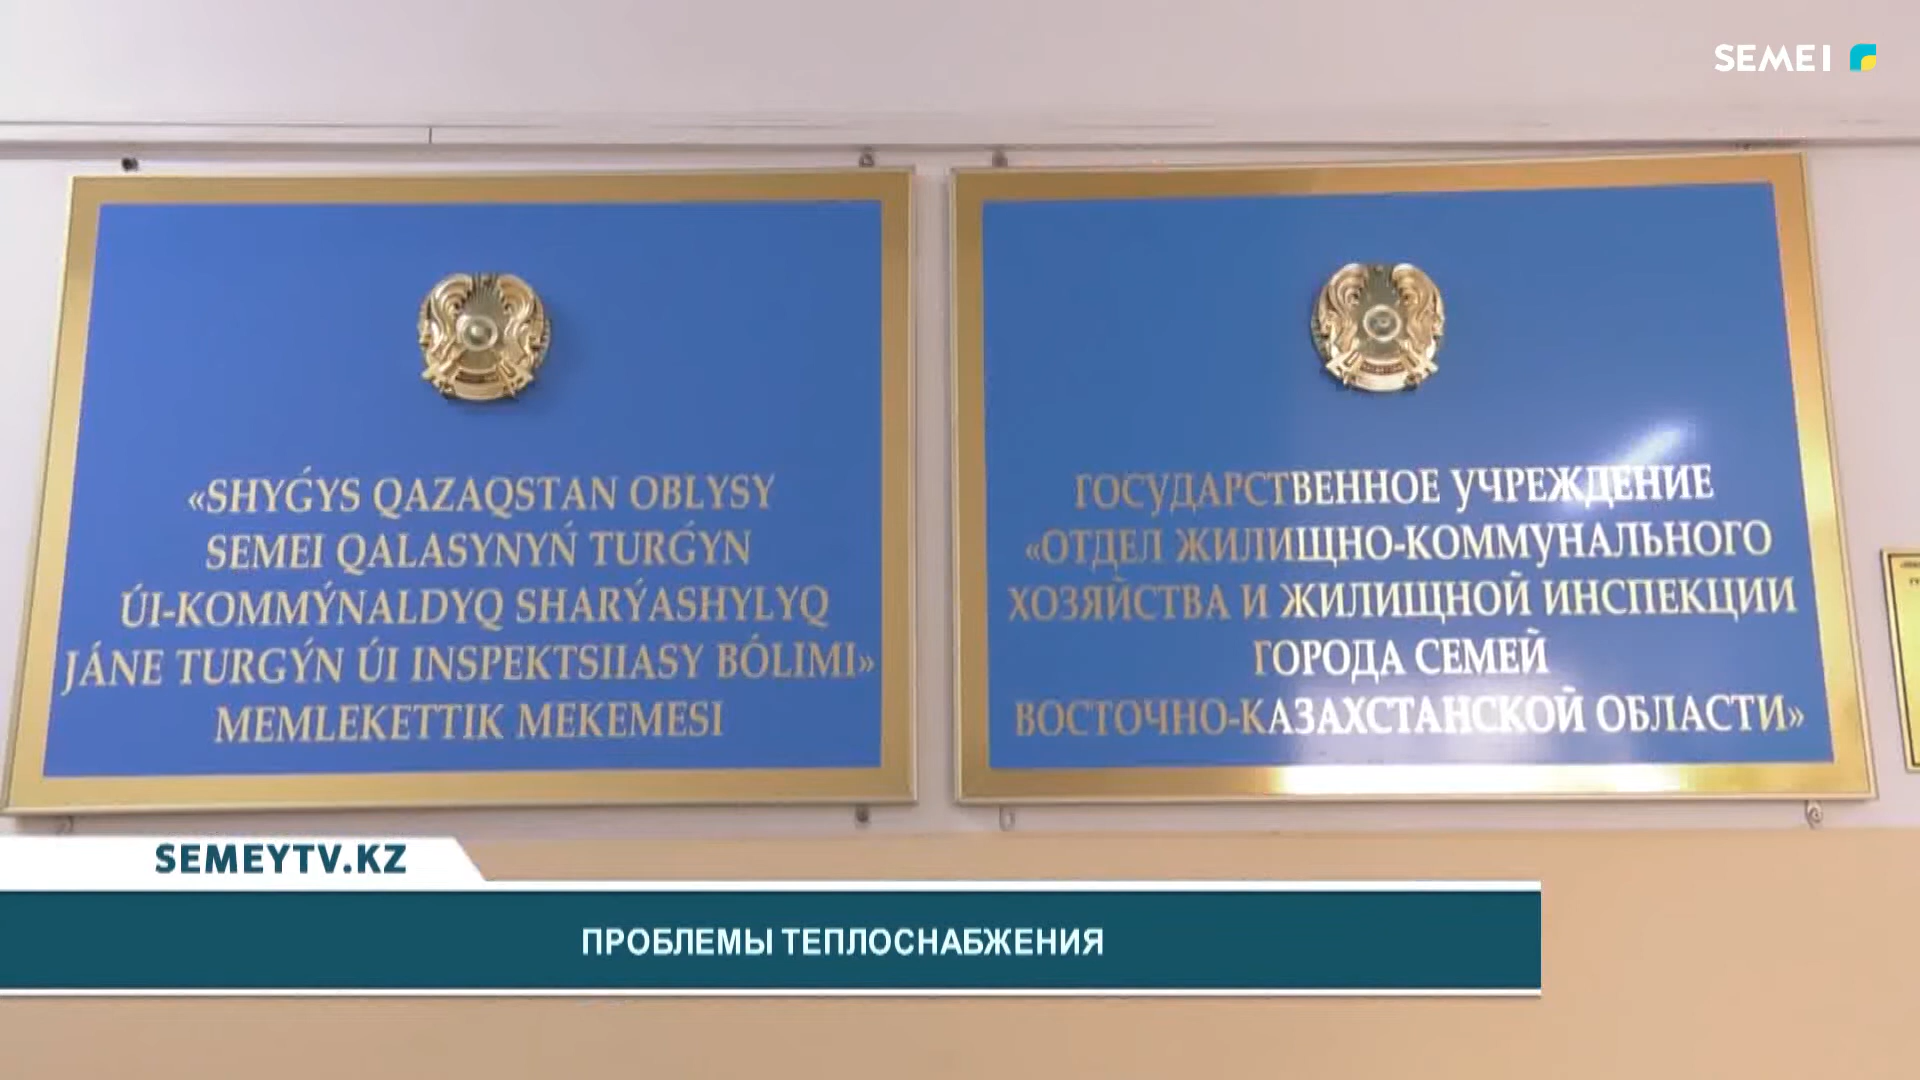 SEMEI
«SHYǴYS QAZAQSTAN OBLYSY
SEMEI QALASYNYŃ TURǴYN
ÚI-KOMMÝNALDYQ SHARÝASHYLYQ
JÁNE TURGÝN ÚI INSPEKTSIIASY BÓLIMI»
MEMLEKETTIK MEKEMESI
ГОСУДАРСТВЕННОЕ УЧРЕЖДЕНИЕ
«ОТДЕЛ ЖИЛИЩНО-КОММУНАЛЬНОГО
ХОЗЯЙСТВА И ЖИЛИЩНОЙ ИНСПЕКЦИИ
ГОРОДА СЕМЕЙ
ВОСТОЧНО-КАЗАХСТАНСКОЙ ОБЛАСТИ»
SEMEYTV.KZ
ПРОБЛЕМЫ ТЕПЛОСНАБЖЕНИЯ